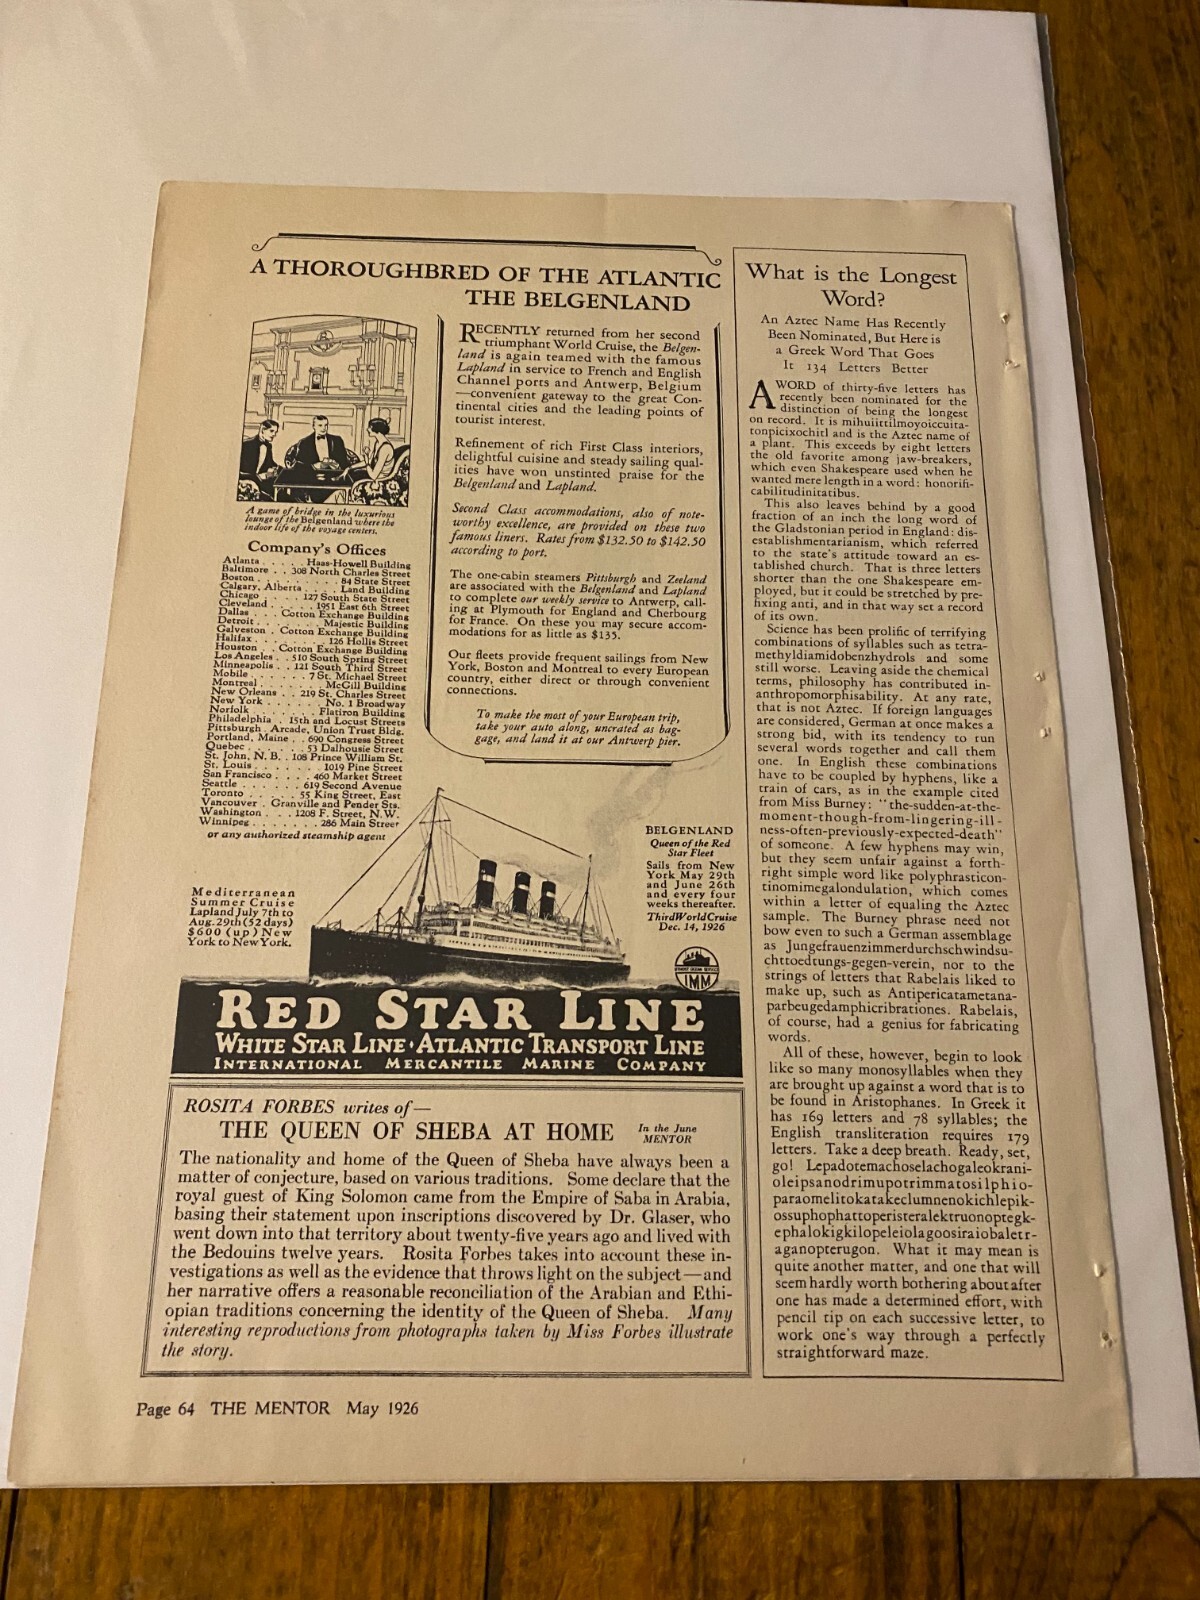 A THOROUGHBRED OF THE ATLANTIC
THE BELGENLAND
RECENTLY returned from her second
triumphant World Cruise, the Belgen-
land is again teamed with the famous
Lapland in service to French and English
Channel ports and Antwerp, Belgium
—convenient gateway to the great Con-
tinental cities and the leading points of
tourist interest.
Refinement of rich First Class interiors,
delightful cuisine and steady sailing qual-
ities have won unstinted praise for the
Belgenland and Lapland.
Second Class accommodations, also of note-
worthy excellence, are provided on these two
famous liners. Rates from $132.50 to $142.50
according to port.
The one-cabin steamers Pittsburgh and Zeeland
are associated with the Belgenland and Lapland
to complete our weekly service to Antwerp, call-
ing at Plymouth for England and Cherbourg
for France. On these you may secure accom-
modations for as little as $135.
Our fleets provide frequent sailings from New
York, Boston and Montreal to every European
country, either direct or through convenient
connections.
To make the most of your European trip,
take your auto along, uncrated as bag-
gage, and land it at our Antwerp pier.
A game of bridge in the luxurious
lounge of the Belgenland where the
indoor life of the voyage centers.
Company's Offices
Atlanta . . . . . Haas-Howell Building
Baltimore . . 308 North Charles Street
Boston . . . . . . . . . 84 State Street
Calgary, Alberta . . . . Land Building
Chicago . . . . 127 South State Street
Cleveland . . . . 1951 East 6th Street
Dallas . . . Cotton Exchange Building
Detroit . . . . . . . Majestic Building
Galveston . Cotton Exchange Building
Halifax . . . . . . . 126 Hollis Street
Houston . . Cotton Exchange Building
Los Angeles . . 510 South Spring Street
Minneapolis . . 121 South Third Street
Mobile . . . . . . 7 St. Michael Street
Montreal . . . . . . . McGill Building
New Orleans . . 219 St. Charles Street
New York . . . . . . No. 1 Broadway
Norfolk . . . . . . . Flatiron Building
Philadelphia . . 15th and Locust Streets
Pittsburgh . Arcade, Union Trust Bldg.
Portland, Maine . . 690 Congress Street
Quebec . . . . . . 53 Dalhousie Street
St. John, N. B. . 108 Prince William St.
St. Louis . . . . . . . 1019 Pine Street
San Francisco . . . . 460 Market Street
Seattle . . . . . . 619 Second Avenue
Toronto . . . . . 55 King Street, East
Vancouver . Granville and Pender Sts.
Washington . . . 1208 F. Street, N.W.
Winnipeg . . . . . . . 286 Main Street
or any authorized steamship agent
Mediterranean
Summer Cruise
Lapland July 7th to
Aug. 29th (52 days)
$600 (up) New
York to New York.
BELGENLAND
Queen of the Red
Star Fleet
Sails from New
York May 29th
and June 26th
and every four
weeks thereafter.
Third World Cruise
Dec. 14, 1926
IMM
RED STAR LINE
WHITE STAR LINE · ATLANTIC TRANSPORT LINE
INTERNATIONAL MERCANTILE MARINE COMPANY
ROSITA FORBES writes of—
THE QUEEN OF SHEBA AT HOME In the June
MENTOR
The nationality and home of the Queen of Sheba have always been a
matter of conjecture, based on various traditions. Some declare that the
royal guest of King Solomon came from the Empire of Saba in Arabia,
basing their statement upon inscriptions discovered by Dr. Glaser, who
went down into that territory about twenty-five years ago and lived with
the Bedouins twelve years. Rosita Forbes takes into account these in-
vestigations as well as the evidence that throws light on the subject—and
her narrative offers a reasonable reconciliation of the Arabian and Ethi-
opian traditions concerning the identity of the Queen of Sheba. Many
interesting reproductions from photographs taken by Miss Forbes illustrate
the story.
What is the Longest
Word?
An Aztec Name Has Recently
Been Nominated, But Here is
a Greek Word That Goes
It 134 Letters Better
A WORD of thirty-five letters has
recently been nominated for the
distinction of being the longest
on record. It is mihuiittilmoyoiccuita-
tonpicixochitl and is the Aztec name of
a plant. This exceeds by eight letters
the old favorite among jaw-breakers,
which even Shakespeare used when he
wanted mere length in a word: honorifi-
cabilitudinitatibus.
This also leaves behind by a good
fraction of an inch the long word of
the Gladstonian period in England: dis-
establishmentarianism, which referred
to the state's attitude toward an es-
tablished church. That is three letters
shorter than the one Shakespeare em-
ployed, but it could be stretched by pre-
fixing anti, and in that way set a record
of its own.
Science has been prolific of terrifying
combinations of syllables such as tetra-
methyldiamidobenzhydrols and some
still worse. Leaving aside the chemical
terms, philosophy has contributed in-
anthropomorphisability. At any rate,
that is not Aztec. If foreign languages
are considered, German at once makes a
strong bid, with its tendency to run
several words together and call them
one. In English these combinations
have to be coupled by hyphens, like a
train of cars, as in the example cited
from Miss Burney: "the-sudden-at-the-
moment-though-from-lingering-ill-
ness-often-previously-expected-death"
of someone. A few hyphens may win,
but they seem unfair against a forth-
right simple word like polyphrasticon-
tinomimegalondulation, which comes
within a letter of equaling the Aztec
sample. The Burney phrase need not
bow even to such a German assemblage
as Jungefrauenzimmerdurchschwindsu-
chttoedtungs-gegen-verein, nor to the
strings of letters that Rabelais liked to
make up, such as Antipericatametana-
parbeugedamphicribrationes. Rabelais,
of course, had a genius for fabricating
words.
All of these, however, begin to look
like so many monosyllables when they
are brought up against a word that is to
be found in Aristophanes. In Greek it
has 169 letters and 78 syllables; the
English transliteration requires 179
letters. Take a deep breath. Ready, set,
go! Lepadotemachoselachogaleokrani-
oleipsanodrimupotrimmatosilphio-
paraomelitokatakeclumnenokichlepik-
ossuphophattoperisteralektruonoptegk-
ephalokigkilopeleiolagoosiraiobaletr-
aganopterugon. What it may mean is
quite another matter, and one that will
seem hardly worth bothering about after
one has made a determined effort, with
pencil tip on each successive letter, to
work one's way through a perfectly
straightforward maze.
Page 64 THE MENTOR May 1926